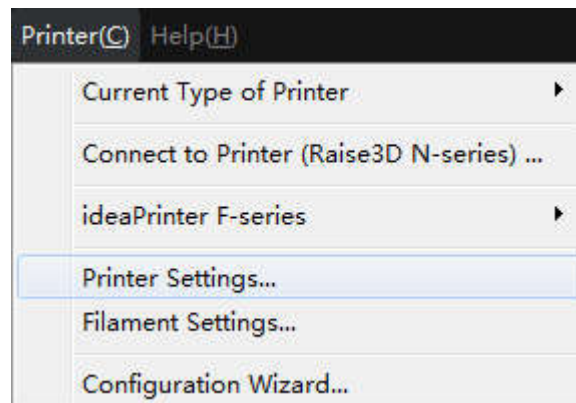 Printer(C) Help(H)
Current Type of Printer
Connect to Printer (Raise3D N-series) ...
ideaPrinter F-series
Printer Settings...
Filament Settings...
Configuration Wizard...